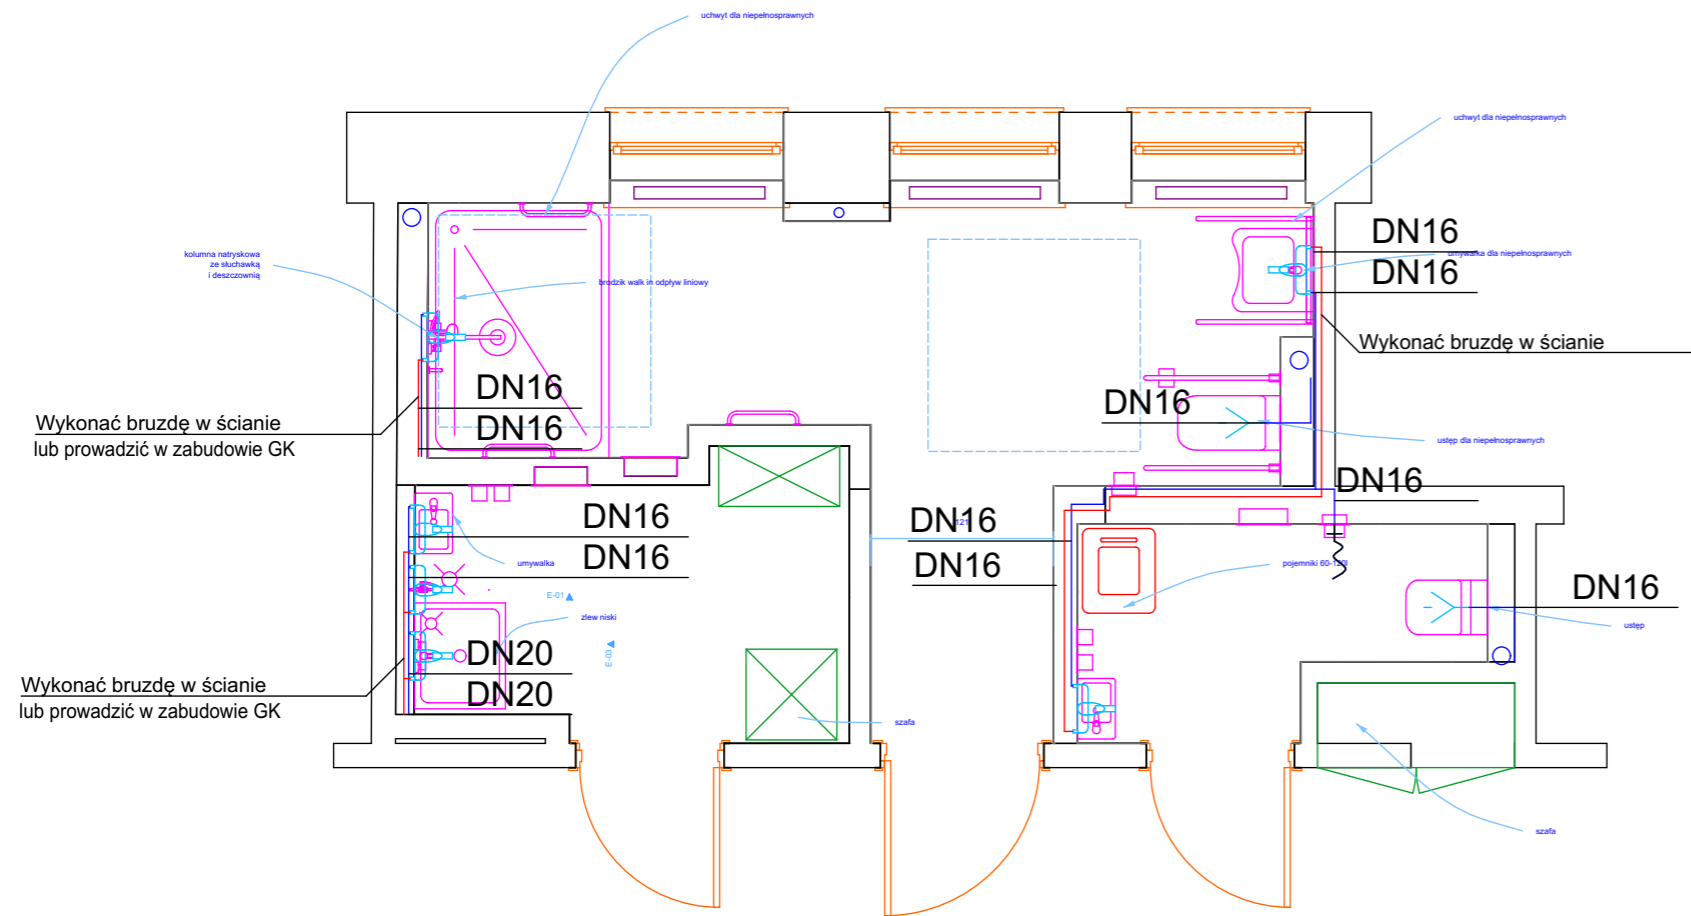 uchwyt dla niepełnosprawnych
uchwyt dla niepełnosprawnych
DN16
umywalka dla niepełnosprawnych
DN16
kolumna natryskowa
ze słuchawką
i deszczownią
brodzik walk in odpływ liniowy
Wykonać bruzdę w ścianie
DN16
DN16
DN16
Wykonać bruzdę w ścianie
lub prowadzić w zabudowie GK
ustęp dla niepełnosprawnych
DN16
DN16
DN16
121
DN16
DN16
umywalka
pojemniki 60-120l
E-01
DN16
zlew niski
ustęp
E-03
DN20
Wykonać bruzdę w ścianie
lub prowadzić w zabudowie GK
DN20
szafa
szafa